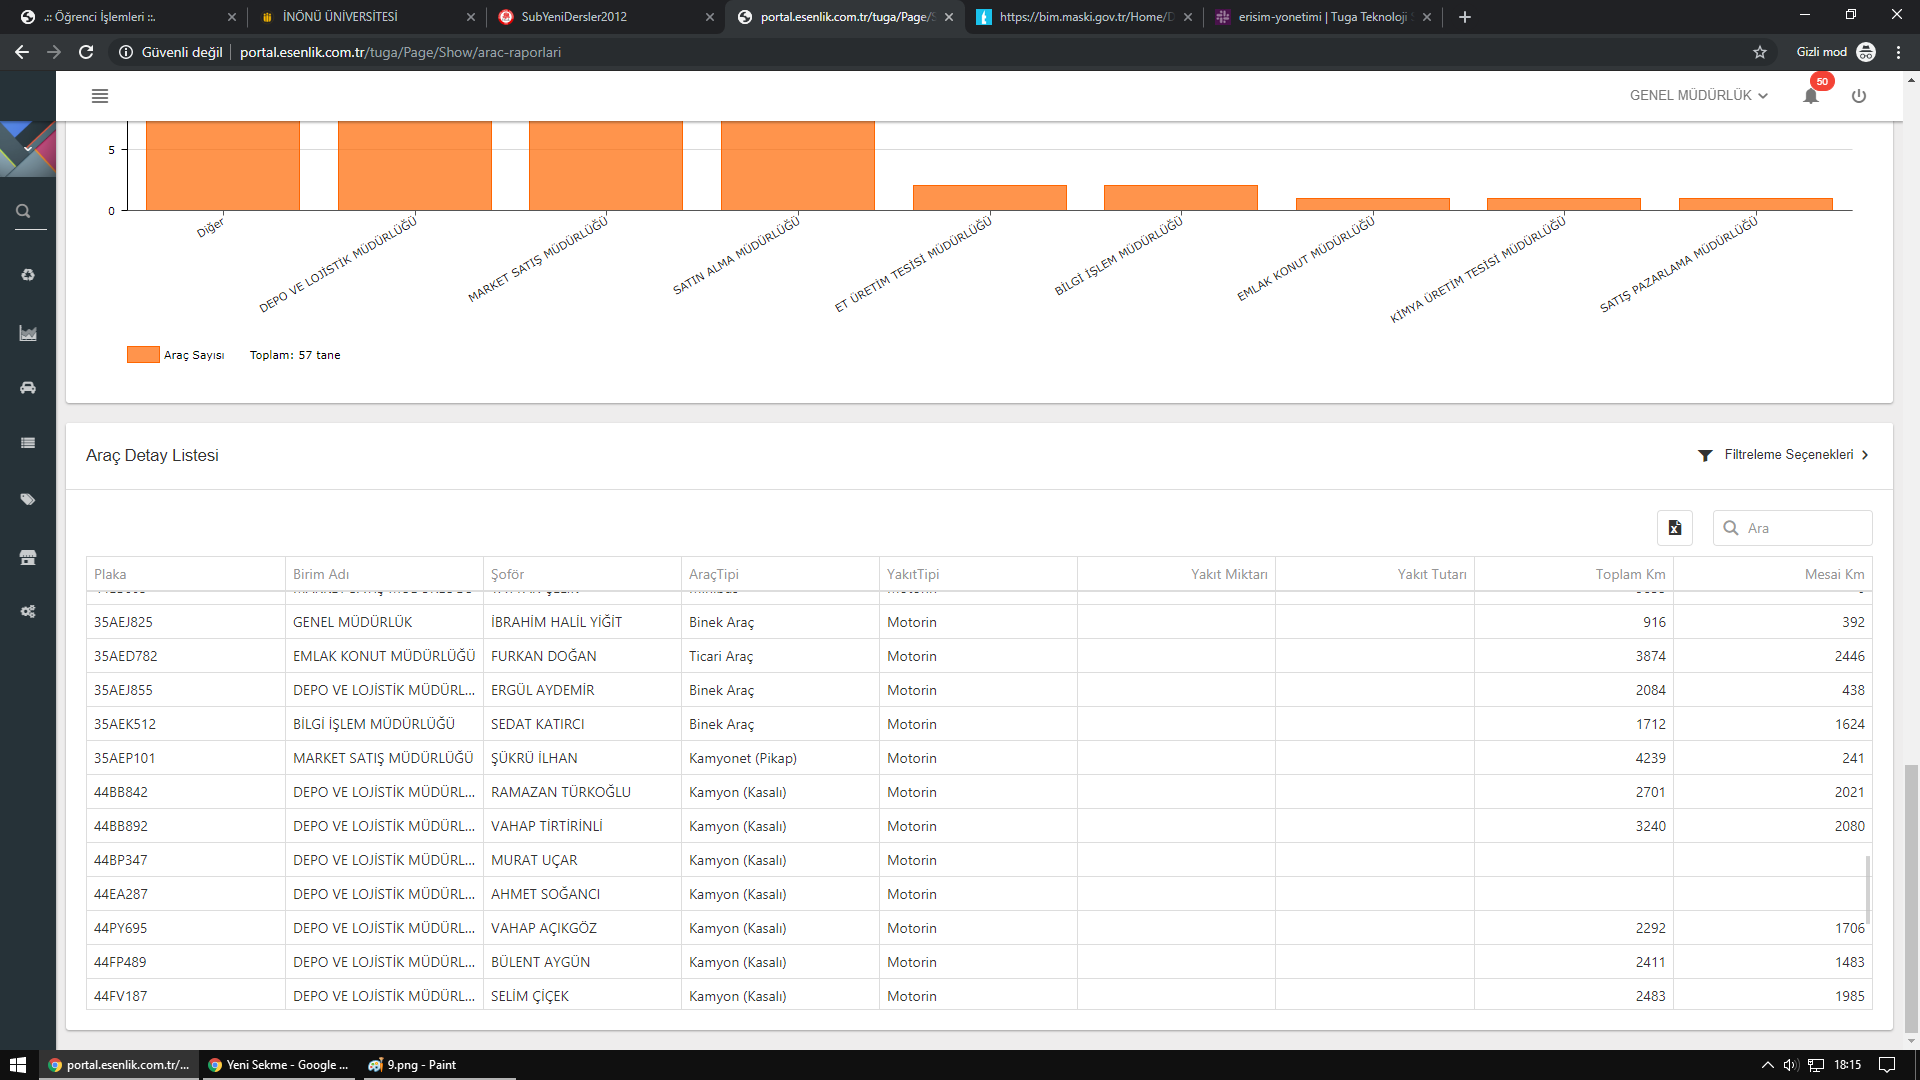 .:: Öğrenci İşlemleri ::.
İNÖNÜ ÜNİVERSİTESİ
SubYeniDersler2012
portal.esenlik.com.tr/tuga/Page/S
https://bim.maski.gov.tr/Home/D
erisim-yonetimi | Tuga Teknoloji
Güvenli değil
portal.esenlik.com.tr/tuga/Page/Show/arac-raporlari
Gizli mod
GENEL MÜDÜRLÜK
50
5
0
Diğer
DEPO VE LOJİSTİK MÜDÜRLÜĞÜ
MARKET SATIŞ MÜDÜRLÜĞÜ
SATIN ALMA MÜDÜRLÜĞÜ
ET ÜRETİM TESİSİ MÜDÜRLÜĞÜ
BİLGİ İŞLEM MÜDÜRLÜĞÜ
EMLAK KONUT MÜDÜRLÜĞÜ
KİMYA ÜRETİM TESİSİ MÜDÜRLÜĞÜ
SATIŞ PAZARLAMA MÜDÜRLÜĞÜ
Araç Sayısı Toplam: 57 tane
Araç Detay Listesi
Filtreleme Seçenekleri
Ara
Plaka Birim Adı Şoför AraçTipi YakıtTipi Yakıt Miktarı Yakıt Tutarı Toplam Km Mesai Km
35AEJ825 GENEL MÜDÜRLÜK İBRAHİM HALİL YİĞİT Binek Araç Motorin 916 392
35AED782 EMLAK KONUT MÜDÜRLÜĞÜ FURKAN DOĞAN Ticari Araç Motorin 3874 2446
35AEJ855 DEPO VE LOJİSTİK MÜDÜRL... ERGÜL AYDEMİR Binek Araç Motorin 2084 438
35AEK512 BİLGİ İŞLEM MÜDÜRLÜĞÜ SEDAT KATIRCI Binek Araç Motorin 1712 1624
35AEP101 MARKET SATIŞ MÜDÜRLÜĞÜ ŞÜKRÜ İLHAN Kamyonet (Pikap) Motorin 4239 241
44BB842 DEPO VE LOJİSTİK MÜDÜRL... RAMAZAN TÜRKOĞLU Kamyon (Kasalı) Motorin 2701 2021
44BB892 DEPO VE LOJİSTİK MÜDÜRL... VAHAP TİRTİRİNLİ Kamyon (Kasalı) Motorin 3240 2080
44BP347 DEPO VE LOJİSTİK MÜDÜRL... MURAT UÇAR Kamyon (Kasalı) Motorin
44EA287 DEPO VE LOJİSTİK MÜDÜRL... AHMET SOĞANCI Kamyon (Kasalı) Motorin
44PY695 DEPO VE LOJİSTİK MÜDÜRL... VAHAP AÇIKGÖZ Kamyon (Kasalı) Motorin 2292 1706
44FP489 DEPO VE LOJİSTİK MÜDÜRL... BÜLENT AYGÜN Kamyon (Kasalı) Motorin 2411 1483
44FV187 DEPO VE LOJİSTİK MÜDÜRL... SELİM ÇİÇEK Kamyon (Kasalı) Motorin 2483 1985
portal.esenlik.com.tr/...
Yeni Sekme - Google ...
9.png - Paint
18:15